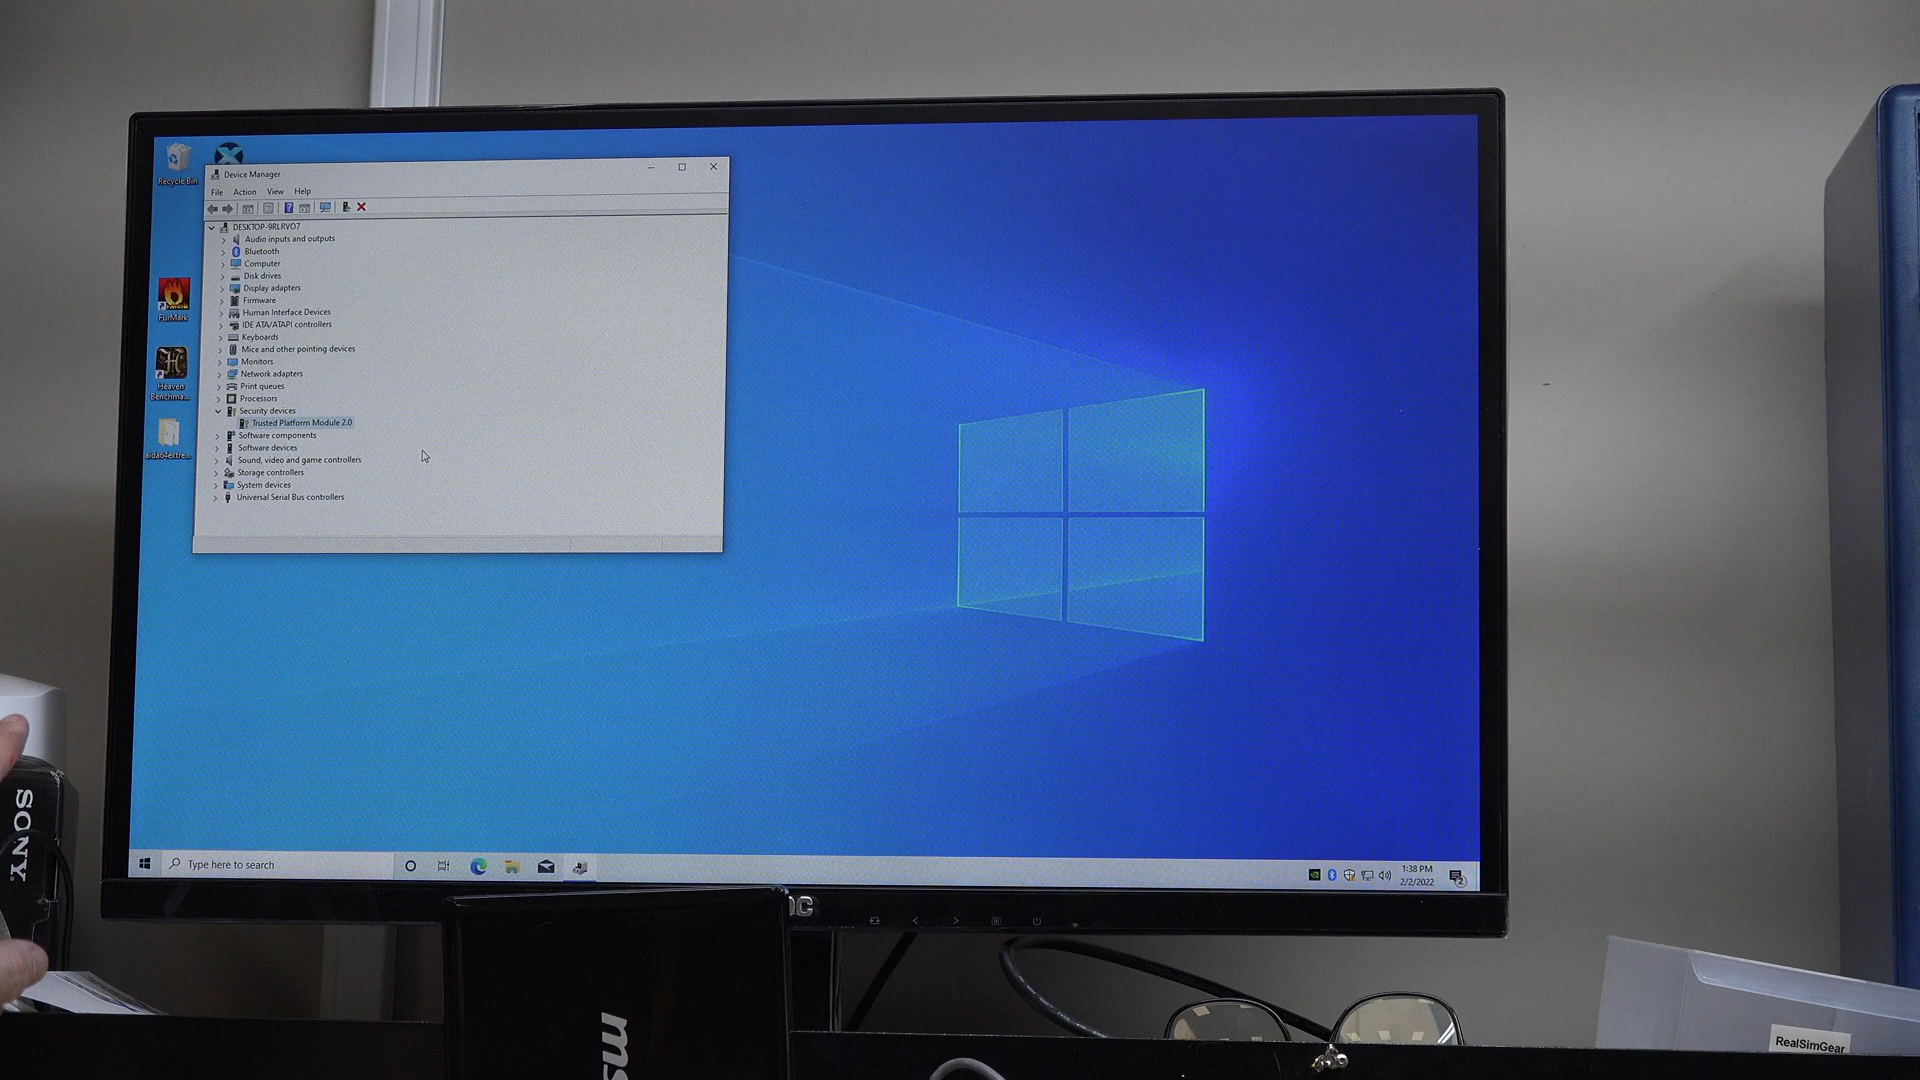 Recycle Bin
FurMark
Heaven
Benchma...
aida64extre...
Device Manager
File Action View Help
DESKTOP-9RLRVO7
Audio inputs and outputs
Bluetooth
Computer
Disk drives
Display adapters
Firmware
Human Interface Devices
IDE ATA/ATAPI controllers
Keyboards
Mice and other pointing devices
Monitors
Network adapters
Print queues
Processors
Security devices
Trusted Platform Module 2.0
Software components
Software devices
Sound, video and game controllers
Storage controllers
System devices
Universal Serial Bus controllers
Type here to search
1:38 PM
2/2/2022
2
SONY
ms
RealSimGear